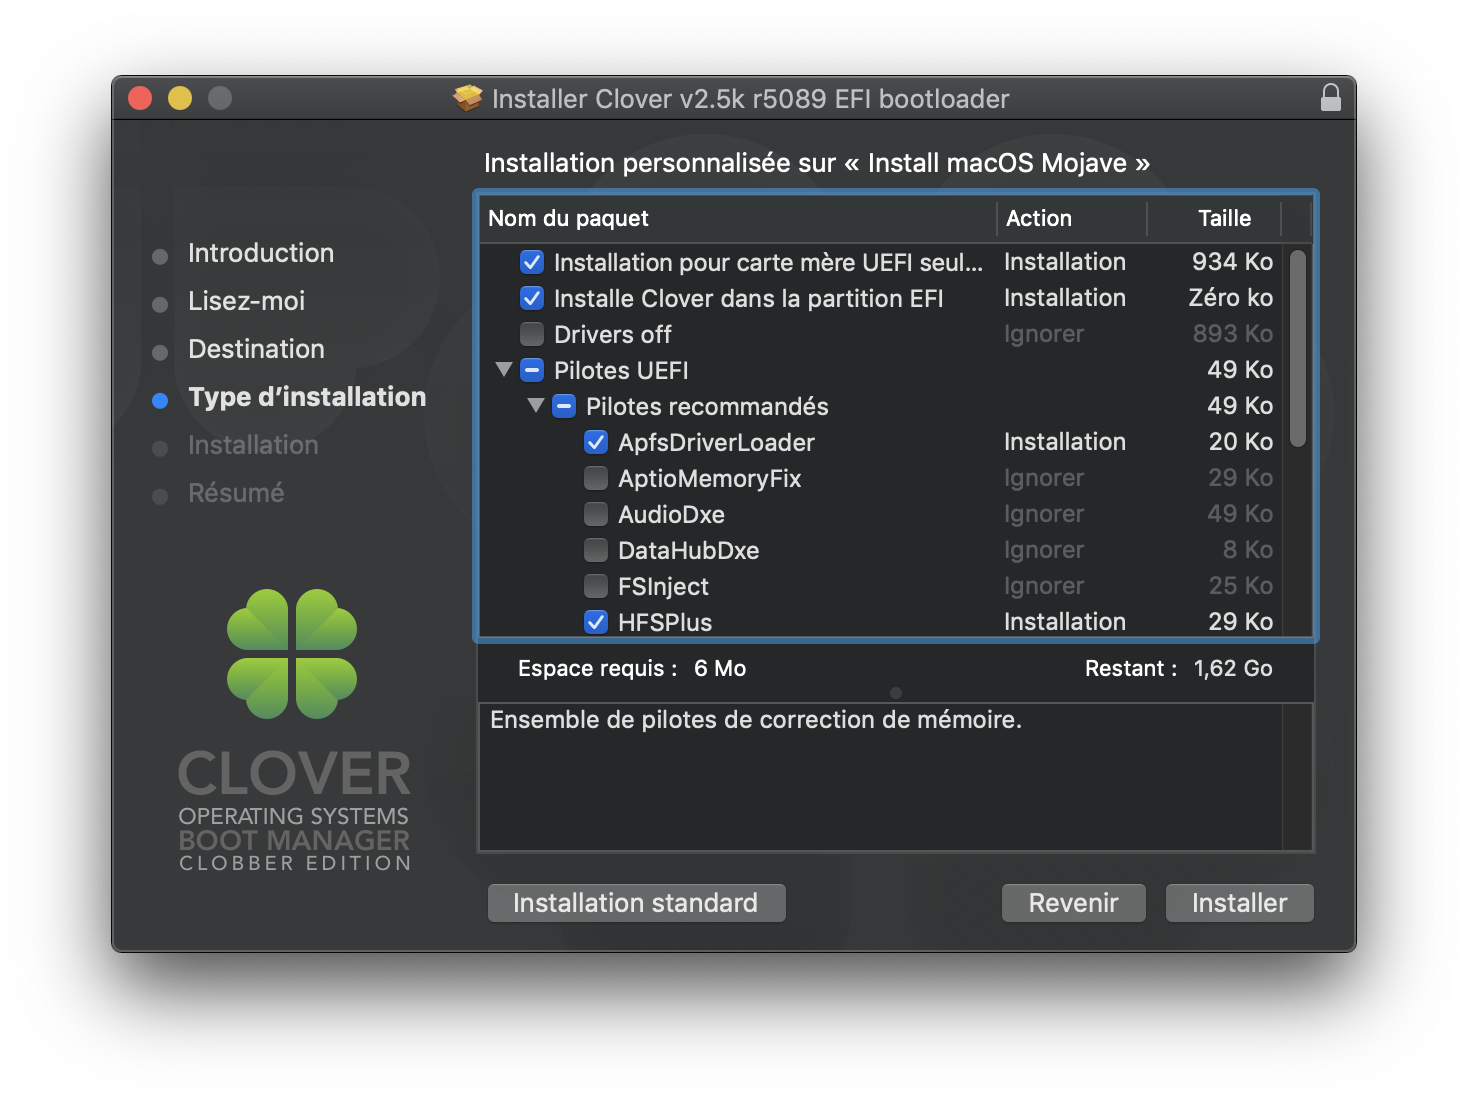 Installer Clover v2.5k r5089 EFI bootloader
Installation personnalisée sur « Install macOS Mojave »
Introduction
Lisez-moi
Destination
Type d’installation
Installation
Résumé
CLOVER
OPERATING SYSTEMS
BOOT MANAGER
CLOBBER EDITION
Nom du paquet Action Taille
Installation pour carte mère UEFI seul... Installation 934 Ko
Installe Clover dans la partition EFI Installation Zéro ko
Drivers off Ignorer 893 Ko
Pilotes UEFI 49 Ko
Pilotes recommandés 49 Ko
ApfsDriverLoader Installation 20 Ko
AptioMemoryFix Ignorer 29 Ko
AudioDxe Ignorer 49 Ko
DataHubDxe Ignorer 8 Ko
FSInject Ignorer 25 Ko
HFSPlus Installation 29 Ko
Espace requis : 6 Mo Restant : 1,62 Go
Ensemble de pilotes de correction de mémoire.
Installation standard Revenir Installer